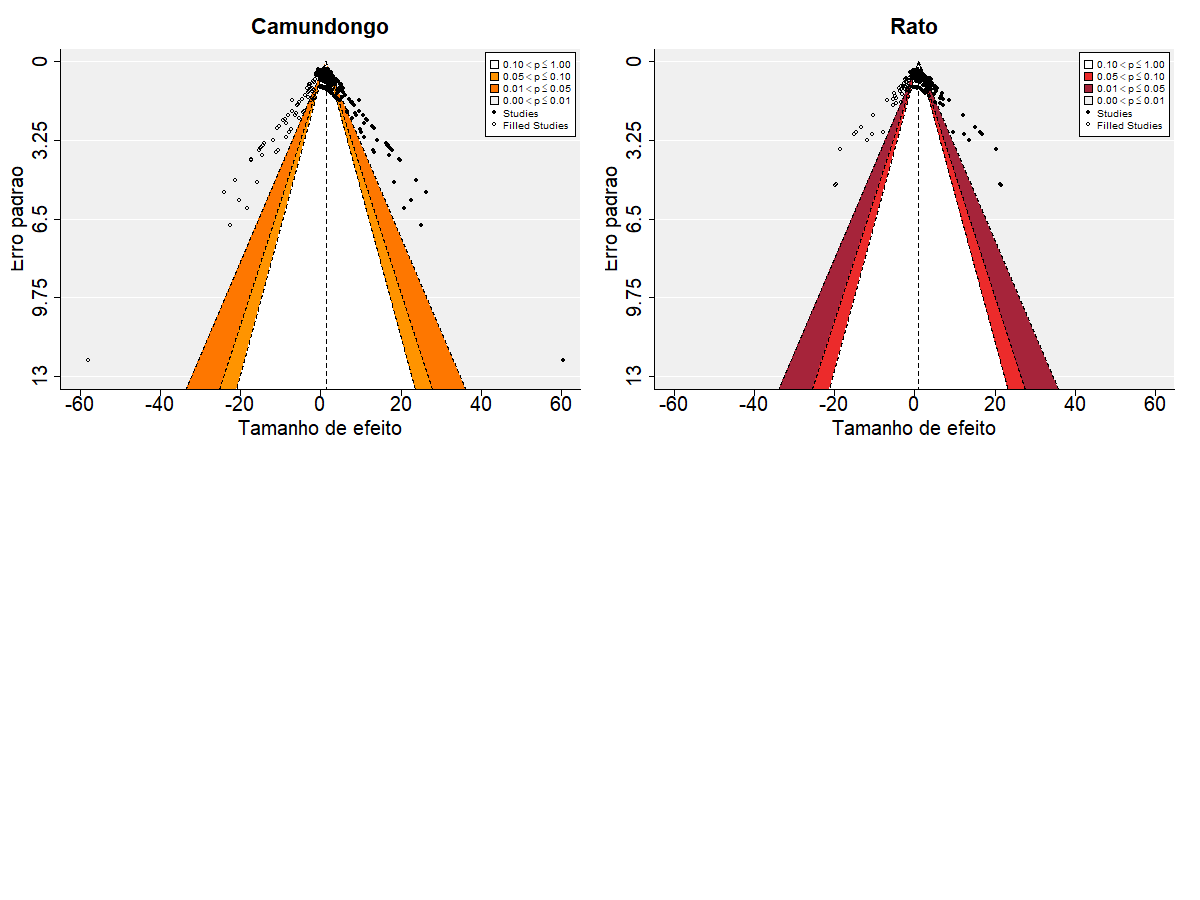 Camundongo
0.10 < p ≤ 1.00
0.05 < p ≤ 0.10
0.01 < p ≤ 0.05
0.00 < p ≤ 0.01
Studies
Filled Studies
Erro padrao
0
3.25
6.5
9.75
13
-60 -40 -20 0 20 40 60
Tamanho de efeito
Rato
0.10 < p ≤ 1.00
0.05 < p ≤ 0.10
0.01 < p ≤ 0.05
0.00 < p ≤ 0.01
Studies
Filled Studies
Erro padrao
0
3.25
6.5
9.75
13
-60 -40 -20 0 20 40 60
Tamanho de efeito